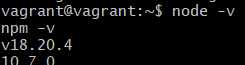 vagrant@vagrant:~$ node -v
npm -v
v18.20.4
10.7.0